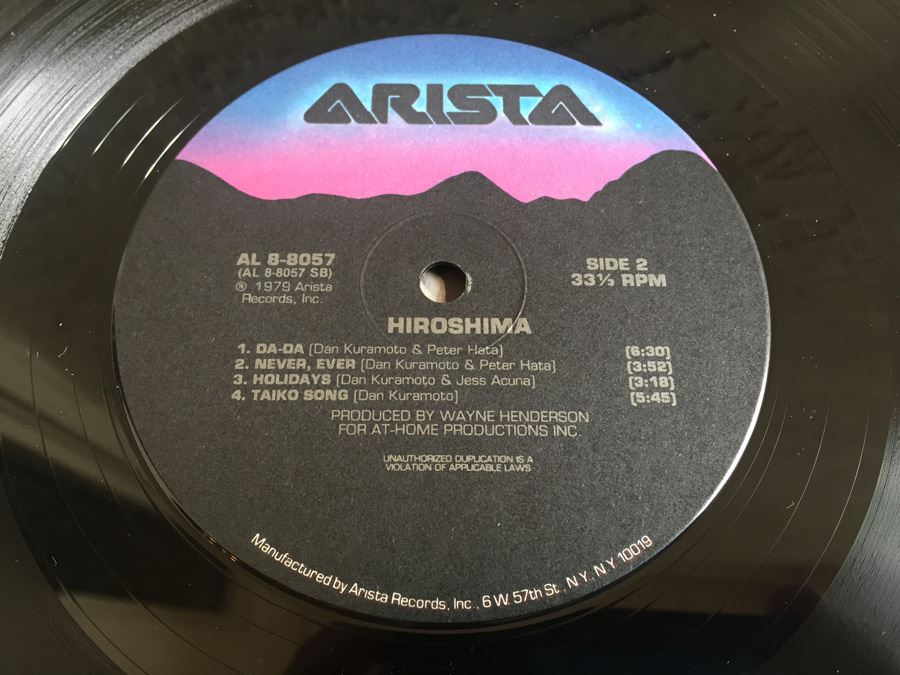 ARISTA
AL 8-8057
(AL 8-8057 SB)
℗ 1979 Arista
Records, Inc.
SIDE 2
33⅓ RPM
HIROSHIMA
1. DA-DA [Dan Kuramoto & Peter Hata] [6:30]
2. NEVER, EVER [Dan Kuramoto & Peter Hata] [3:52]
3. HOLIDAYS [Dan Kuramoto & Jess Acuna] [3:18]
4. TAIKO SONG [Dan Kuramoto] [5:45]
PRODUCED BY WAYNE HENDERSON
FOR AT-HOME PRODUCTIONS INC.
UNAUTHORIZED DUPLICATION IS A
VIOLATION OF APPLICABLE LAWS
Manufactured by Arista Records, Inc., 6 W. 57th St., N.Y., N.Y. 10019